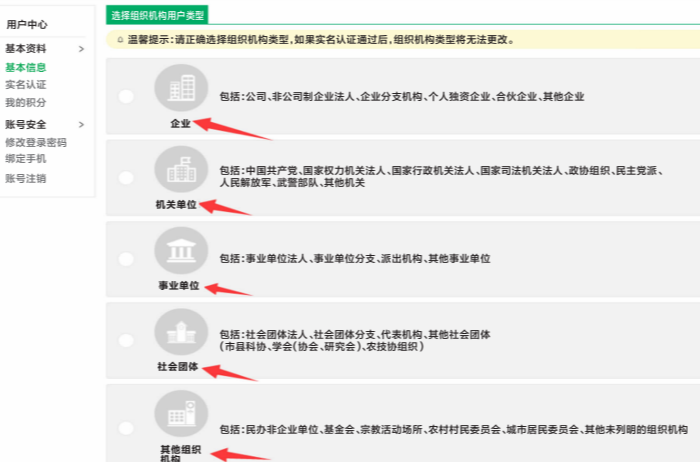 用户中心
基本资料 >
基本信息
实名认证
我的积分
账号安全 >
修改登录密码
绑定手机
账号注销
选择组织机构用户类型
温馨提示:请正确选择组织机构类型,如果实名认证通过后,组织机构类型将无法更改。
企业
包括:公司、非公司制企业法人、企业分支机构、个人独资企业、合伙企业、其他企业
机关单位
包括:中国共产党、国家权力机关法人、国家行政机关法人、国家司法机关法人、政协组织、民主党派、
人民解放军、武警部队、其他机关
事业单位
包括:事业单位法人、事业单位分支、派出机构、其他事业单位
社会团体
包括:社会团体法人、社会团体分支、代表机构、其他社会团体
(市县科协、学会(协会、研究会)、农技协组织)
其他组织
机构
包括:民办非企业单位、基金会、宗教活动场所、农村村民委员会、城市居民委员会、其他未列明的组织机构